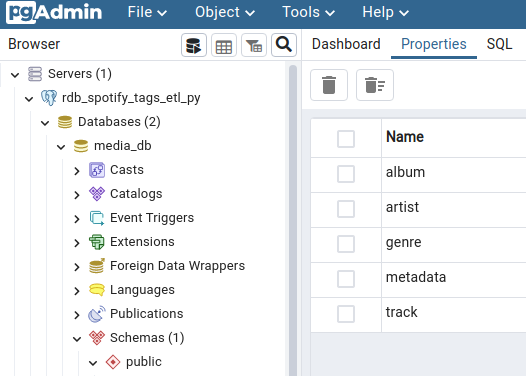 pgAdmin File Object Tools Help
Browser
Dashboard Properties SQL
Servers (1)
rdb_spotify_tags_etl_py
Databases (2)
media_db
Casts
Catalogs
Event Triggers
Extensions
Foreign Data Wrappers
Languages
Publications
Schemas (1)
public
Name
album
artist
genre
metadata
track